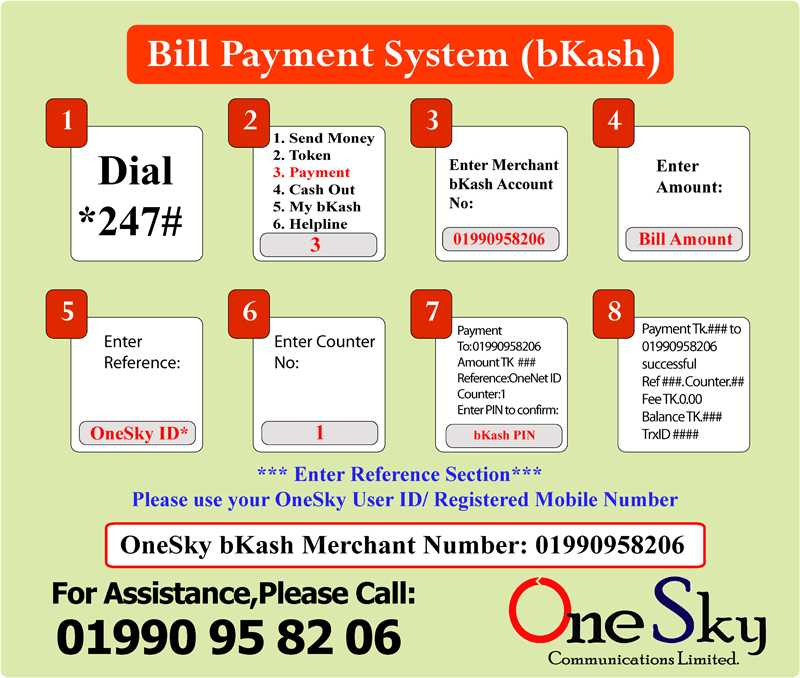 Bill Payment System (bKash)
1
Dial
*247#
2
1. Send Money
2. Token
3. Payment
4. Cash Out
5. My bKash
6. Helpline
3
3
Enter Merchant
bKash Account
No:
01990958206
4
Enter
Amount:
Bill Amount
5
Enter
Reference:
OneSky ID*
6
Enter Counter
No:
1
7
Payment
To:01990958206
Amount TK ###
Reference:OneNet ID
Counter:1
Enter PIN to confirm:
bKash PIN
8
Payment Tk.### to
01990958206
successful
Ref ###.Counter.##
Fee TK.0.00
Balance TK.###
TrxID ####
*** Enter Reference Section***
Please use your OneSky User ID/ Registered Mobile Number
OneSky bKash Merchant Number: 01990958206
For Assistance,Please Call:
01990 95 82 06
One Sky
Communications Limited.